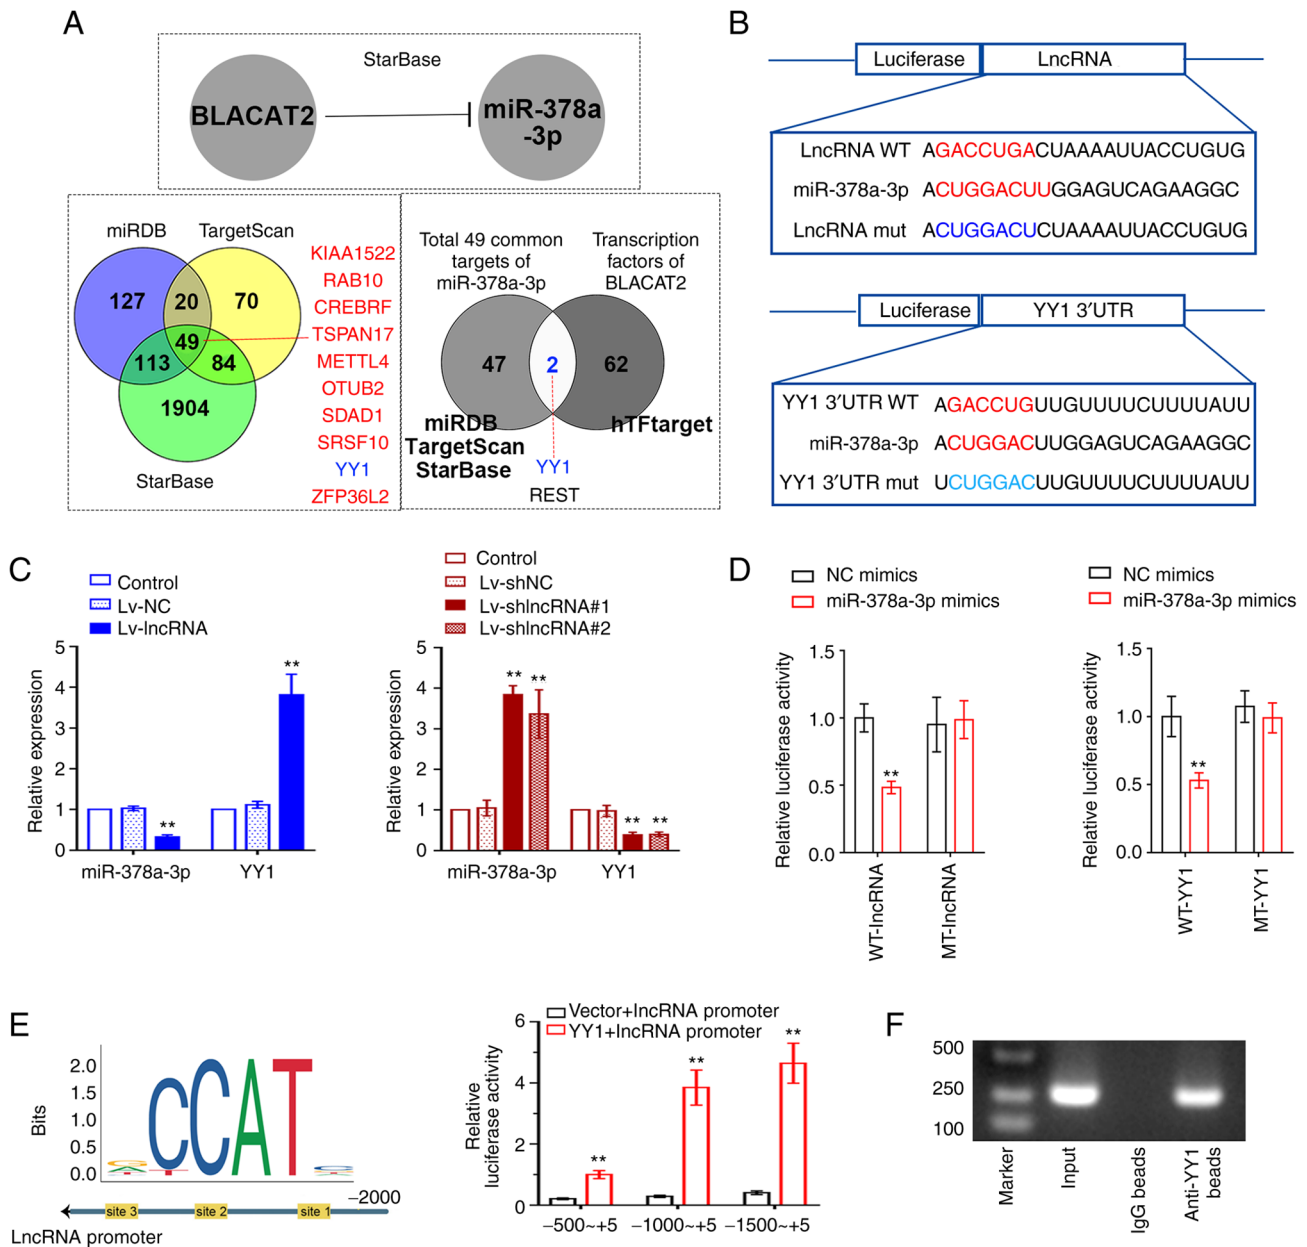 A
StarBase
BLACAT2
miR-378a
-3p
miRDB
TargetScan
127
20
70
49
113
84
1904
StarBase
KIAA1522
RAB10
CREBRF
TSPAN17
METTL4
OTUB2
SDAD1
SRSF10
YY1
ZFP36L2
Total 49 common
targets of
miR-378a-3p
Transcription
factors of
BLACAT2
47
2
62
miRDB
TargetScan
StarBase
hTFtarget
YY1
REST
B
Luciferase
LncRNA
LncRNA WT AGACCUGACUAAAAUUACCUGUG
miR-378a-3p ACUGGACUUGGAGUCAGAAGGC
LncRNA mut ACUGGACUCUAAAAUUACCUGUG
Luciferase
YY1 3′UTR
YY1 3′UTR WT AGACCUGUUGUUUUCUUUUAUU
miR-378a-3p ACUGGACUUGGAGUCAGAAGGC
YY1 3′UTR mut UCUGGACUUGUUUUCUUUUAUU
C
Control
Lv-NC
Lv-lncRNA
Relative expression
5
4
3
2
1
0
**
**
miR-378a-3p
YY1
Control
Lv-shNC
Lv-shlncRNA#1
Lv-shlncRNA#2
Relative expression
5
4
3
2
1
0
**
**
**
**
miR-378a-3p
YY1
D
NC mimics
miR-378a-3p mimics
Relative luciferase activity
1.5
1.0
0.5
0.0
**
WT-lncRNA
MT-lncRNA
NC mimics
miR-378a-3p mimics
Relative luciferase activity
1.5
1.0
0.5
0.0
**
WT-YY1
MT-YY1
E
Bits
2.0
1.5
1.0
0.5
0.0
CCAT
−2000
site 3
site 2
site 1
LncRNA promoter
Vector+lncRNA promoter
YY1+lncRNA promoter
Relative
luciferase activity
6
4
2
0
**
**
**
−500~+5
−1000~+5
−1500~+5
F
500
250
100
Marker
Input
IgG beads
Anti-YY1
beads